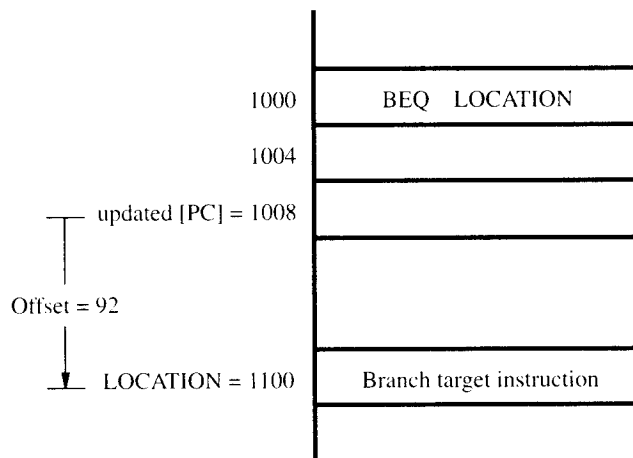 1000 BEQ LOCATION
1004
updated [PC] = 1008
Offset = 92
LOCATION = 1100 Branch target instruction